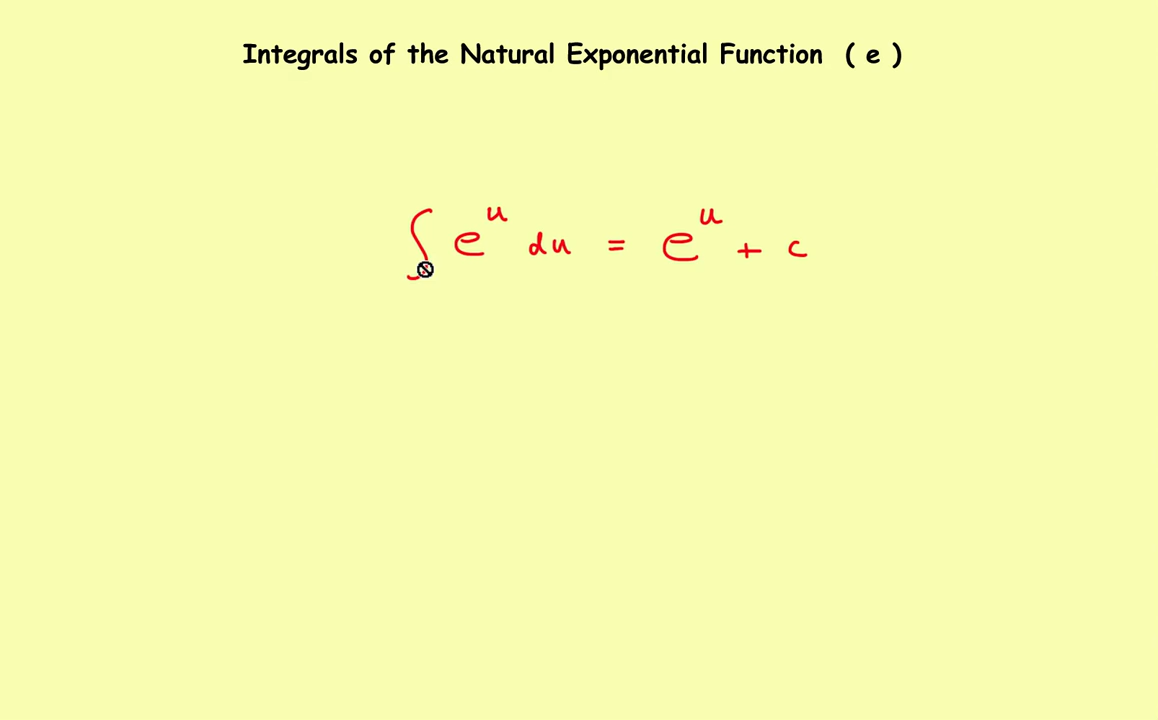 Integrals of the Natural Exponential Function ( e )
∫ e^u du = e^u + c